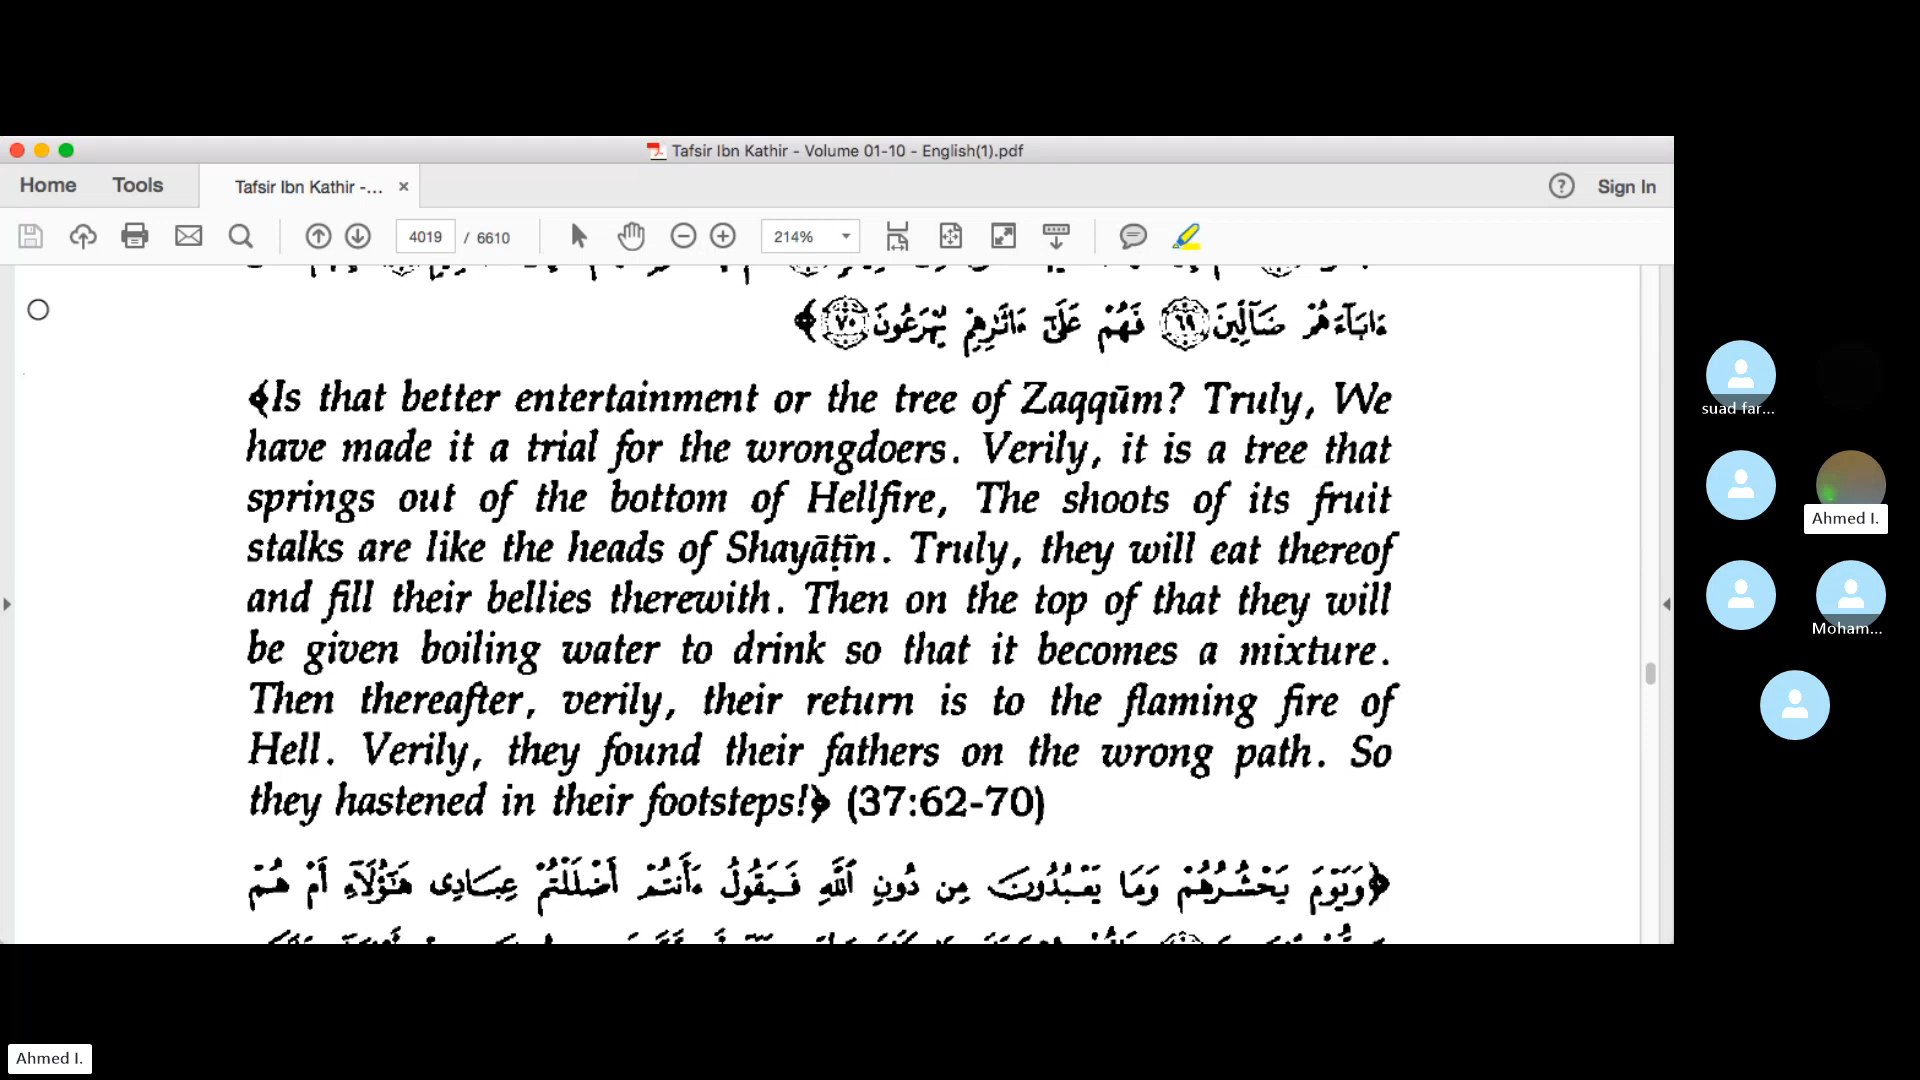 Tafsir Ibn Kathir - Volume 01-10 - English(1).pdf
Home Tools Tafsir Ibn Kathir -... × ? Sign In
4019 / 6610 214%
ءَابَآءَهُمْ ضَآلِّينَ ٦٩ فَهُمْ عَلَىٰٓ ءَاثَٰرِهِمْ يُهْرَعُونَ ٧٠﴾
﴿Is that better entertainment or the tree of Zaqqūm? Truly, We
have made it a trial for the wrongdoers. Verily, it is a tree that
springs out of the bottom of Hellfire, The shoots of its fruit
stalks are like the heads of Shayāṭīn. Truly, they will eat thereof
and fill their bellies therewith. Then on the top of that they will
be given boiling water to drink so that it becomes a mixture.
Then thereafter, verily, their return is to the flaming fire of
Hell. Verily, they found their fathers on the wrong path. So
they hastened in their footsteps!﴾ (37:62-70)
﴿وَيَوْمَ يَحْشُرُهُمْ وَمَا يَعْبُدُونَ مِن دُونِ ٱللَّهِ فَيَقُولُ ءَأَنتُمْ أَضْلَلْتُمْ عِبَادِى هَٰٓؤُلَآءِ أَمْ هُمْ
suad far...
Ahmed I.
Moham...
Ahmed I.